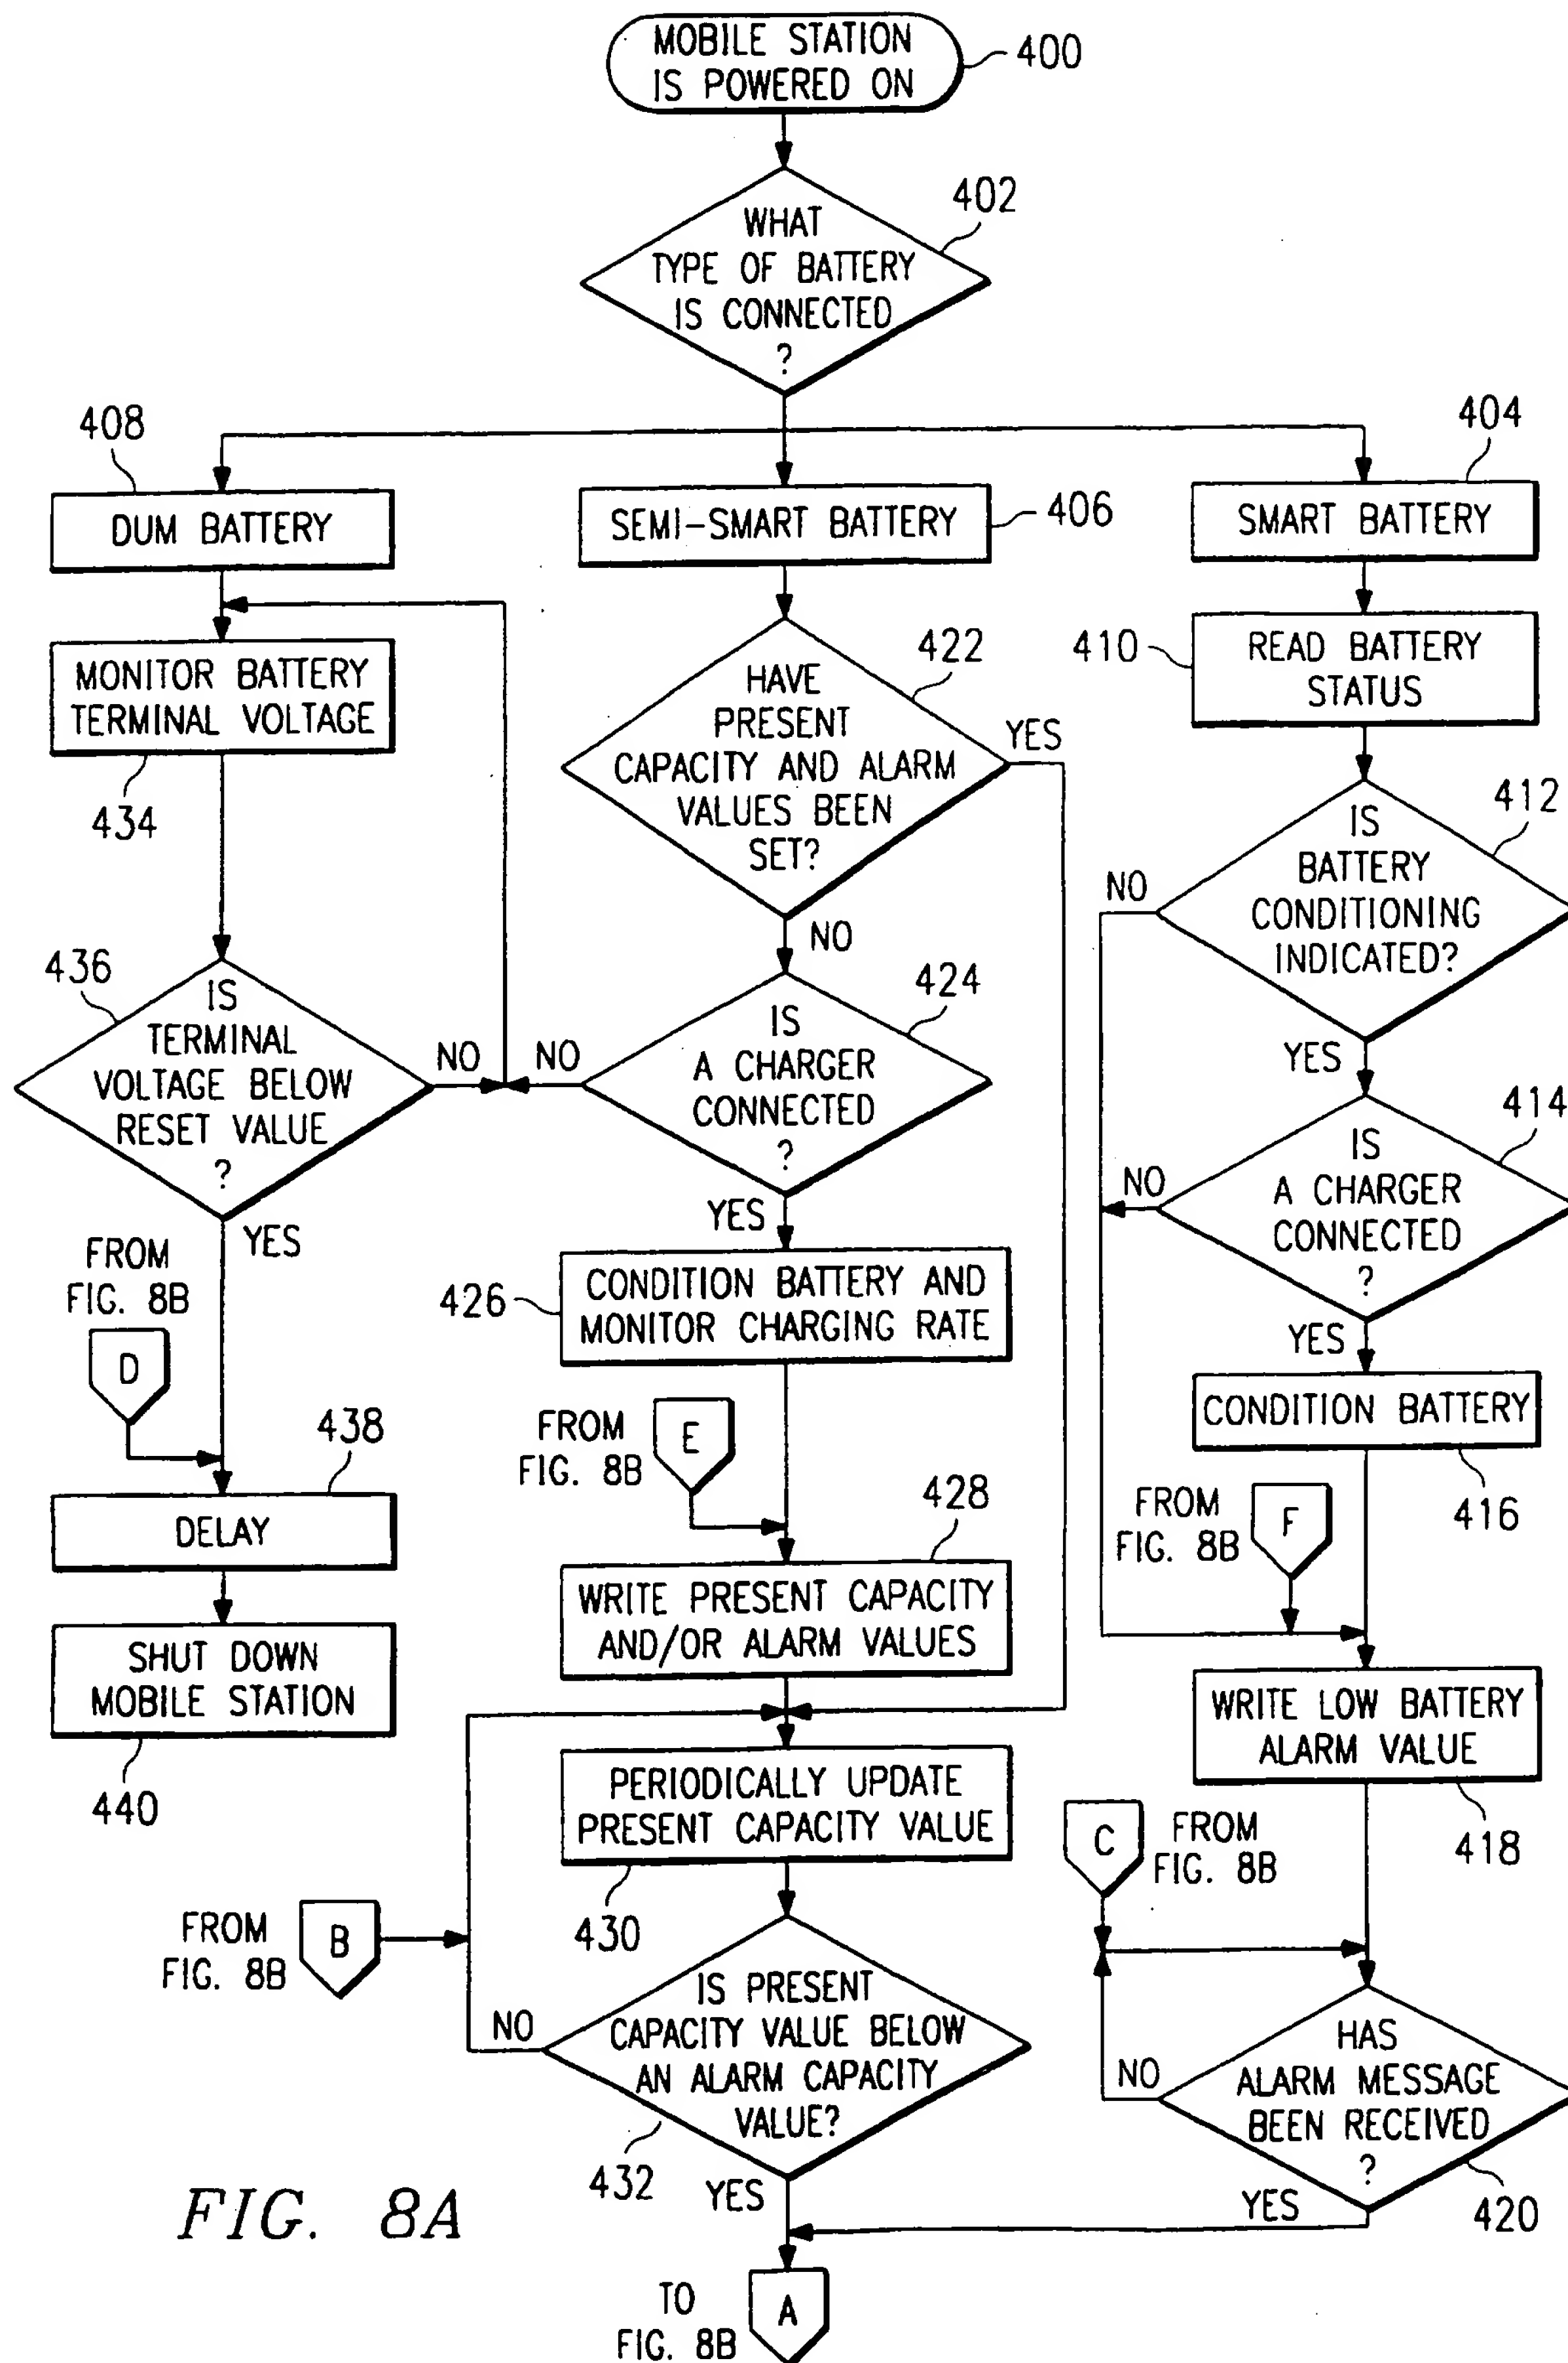 MOBILE STATION
IS POWERED ON
400
WHAT
TYPE OF BATTERY
IS CONNECTED
?
402
408
DUM BATTERY
SEMI-SMART BATTERY
406
404
SMART BATTERY
MONITOR BATTERY
TERMINAL VOLTAGE
434
HAVE
PRESENT
CAPACITY AND ALARM
VALUES BEEN
SET?
422
YES
NO
410
READ BATTERY
STATUS
IS
BATTERY
CONDITIONING
INDICATED?
412
NO
YES
436
IS
TERMINAL
VOLTAGE BELOW
RESET VALUE
?
NO
YES
NO
IS
A CHARGER
CONNECTED
?
424
YES
IS
A CHARGER
CONNECTED
?
414
NO
YES
FROM
FIG. 8B
D
438
DELAY
SHUT DOWN
MOBILE STATION
440
426
CONDITION BATTERY AND
MONITOR CHARGING RATE
FROM
FIG. 8B
E
428
WRITE PRESENT CAPACITY
AND/OR ALARM VALUES
CONDITION BATTERY
416
FROM
FIG. 8B
F
WRITE LOW BATTERY
ALARM VALUE
418
PERIODICALLY UPDATE
PRESENT CAPACITY VALUE
430
C
FROM
FIG. 8B
FROM
FIG. 8B
B
NO
IS PRESENT
CAPACITY VALUE BELOW
AN ALARM CAPACITY
VALUE?
432
YES
NO
HAS
ALARM MESSAGE
BEEN RECEIVED
?
420
YES
FIG. 8A
TO
FIG. 8B
A